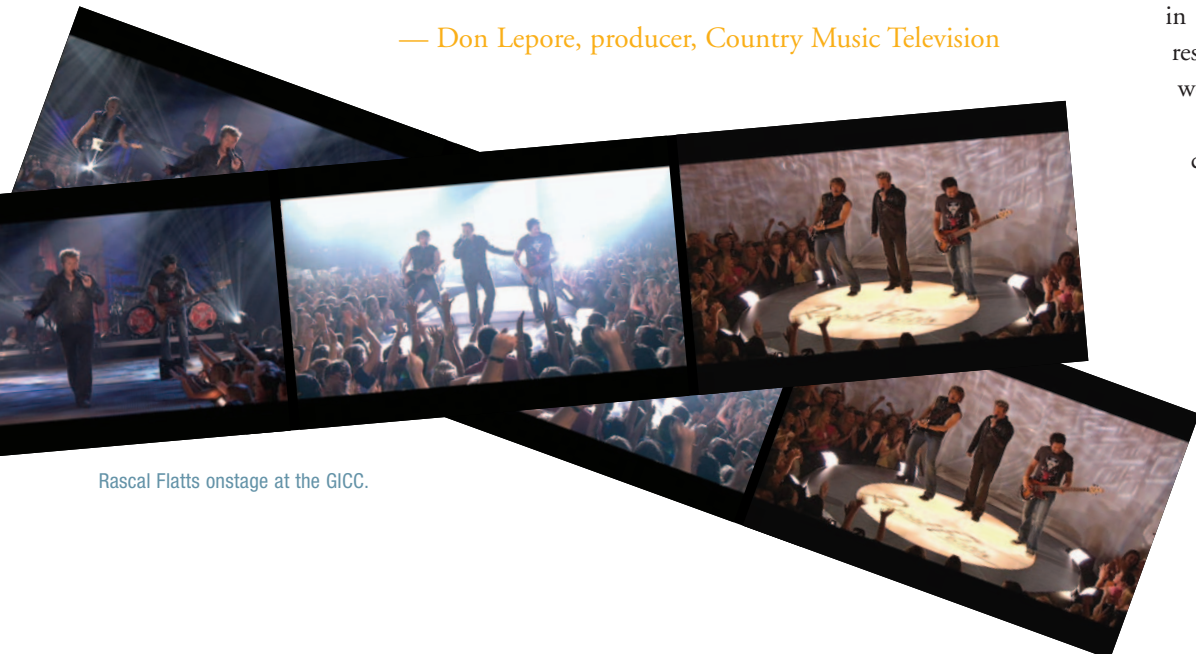 — Don Lepore, producer, Country Music Television
in
res
w
Rascal Flatts onstage at the GICC.